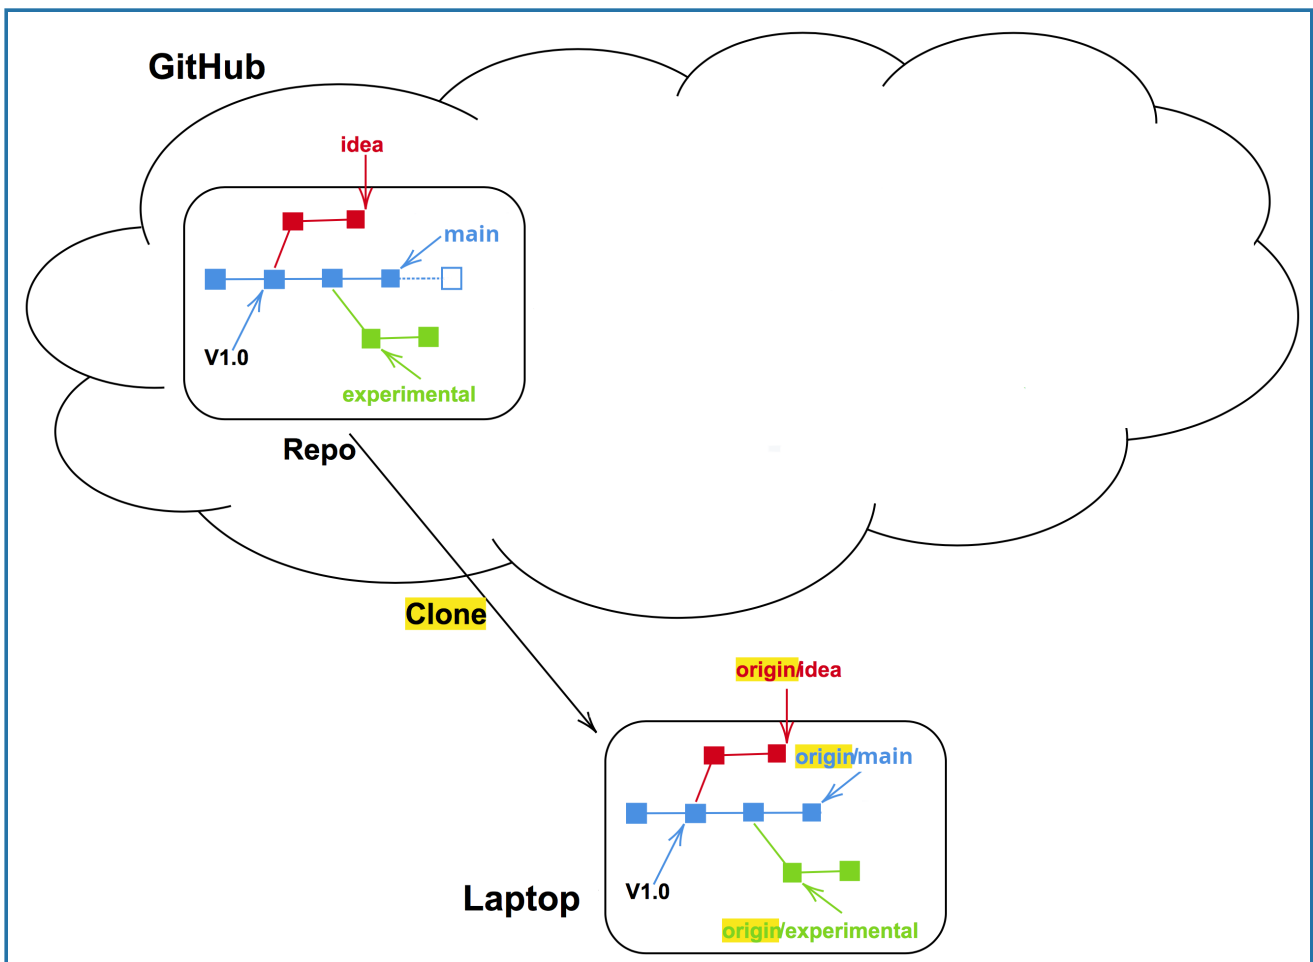 GitHub
idea
main
V1.0
experimental
Repo
Clone
origin/idea
origin/main
V1.0
Laptop
origin/experimental